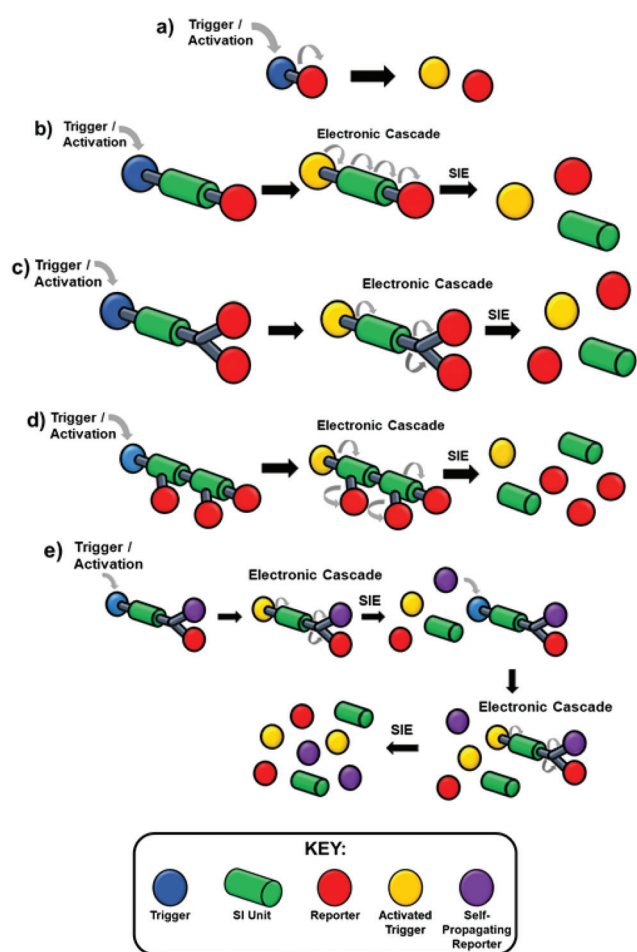 a)
Trigger /
Activation
b)
Trigger /
Activation
Electronic Cascade
SIE
c)
Trigger /
Activation
Electronic Cascade
SIE
d)
Trigger /
Activation
Electronic Cascade
SIE
e)
Trigger /
Activation
Electronic Cascade
SIE
Electronic Cascade
SIE
KEY:
Trigger
SI Unit
Reporter
Activated
Trigger
Self-
Propagating
Reporter